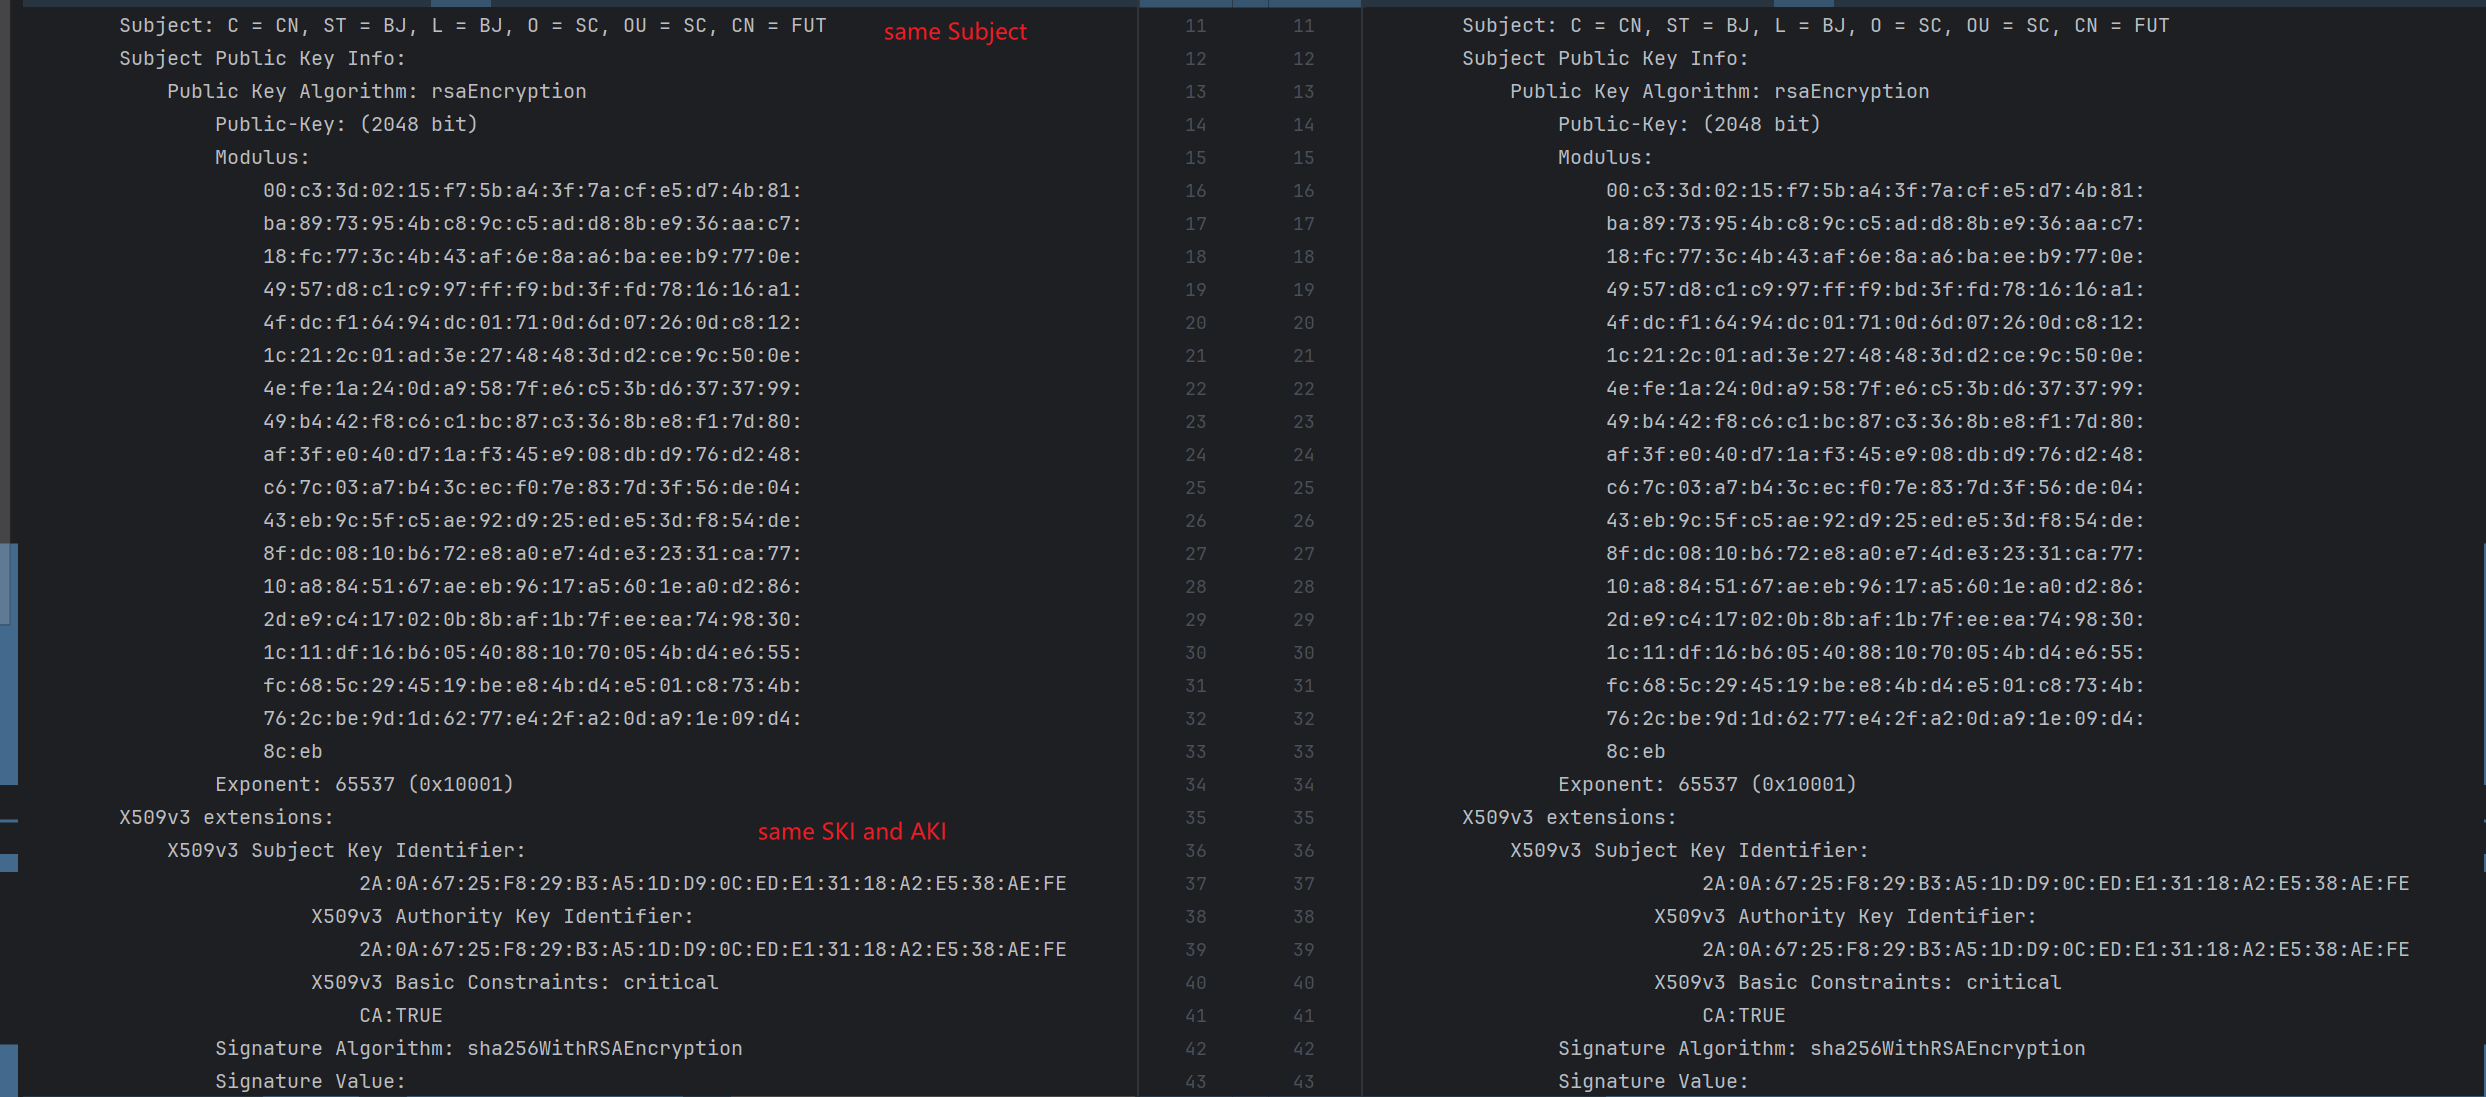 Subject: C = CN, ST = BJ, L = BJ, O = SC, OU = SC, CN = FUT
same Subject
Subject Public Key Info:
Public Key Algorithm: rsaEncryption
Public-Key: (2048 bit)
Modulus:
00:c3:3d:02:15:f7:5b:a4:3f:7a:cf:e5:d7:4b:81:
ba:89:73:95:4b:c8:9c:c5:ad:d8:8b:e9:36:aa:c7:
18:fc:77:3c:4b:43:af:6e:8a:a6:ba:ee:b9:77:0e:
49:57:d8:c1:c9:97:ff:f9:bd:3f:fd:78:16:16:a1:
4f:dc:f1:64:94:dc:01:71:0d:6d:07:26:0d:c8:12:
1c:21:2c:01:ad:3e:27:48:48:3d:d2:ce:9c:50:0e:
4e:fe:1a:24:0d:a9:58:7f:e6:c5:3b:d6:37:37:99:
49:b4:42:f8:c6:c1:bc:87:c3:36:8b:e8:f1:7d:80:
af:3f:e0:40:d7:1a:f3:45:e9:08:db:d9:76:d2:48:
c6:7c:03:a7:b4:3c:ec:f0:7e:83:7d:3f:56:de:04:
43:eb:9c:5f:c5:ae:92:d9:25:ed:e5:3d:f8:54:de:
8f:dc:08:10:b6:72:e8:a0:e7:4d:e3:23:31:ca:77:
10:a8:84:51:67:ae:eb:96:17:a5:60:1e:a0:d2:86:
2d:e9:c4:17:02:0b:8b:af:1b:7f:ee:ea:74:98:30:
1c:11:df:16:b6:05:40:88:10:70:05:4b:d4:e6:55:
fc:68:5c:29:45:19:be:e8:4b:d4:e5:01:c8:73:4b:
76:2c:be:9d:1d:62:77:e4:2f:a2:0d:a9:1e:09:d4:
8c:eb
Exponent: 65537 (0x10001)
X509v3 extensions:
same SKI and AKI
X509v3 Subject Key Identifier:
2A:0A:67:25:F8:29:B3:A5:1D:D9:0C:ED:E1:31:18:A2:E5:38:AE:FE
X509v3 Authority Key Identifier:
2A:0A:67:25:F8:29:B3:A5:1D:D9:0C:ED:E1:31:18:A2:E5:38:AE:FE
X509v3 Basic Constraints: critical
CA:TRUE
Signature Algorithm: sha256WithRSAEncryption
Signature Value:
11 11
12 12
13 13
14 14
15 15
16 16
17 17
18 18
19 19
20 20
21 21
22 22
23 23
24 24
25 25
26 26
27 27
28 28
29 29
30 30
31 31
32 32
33 33
34 34
35 35
36 36
37 37
38 38
39 39
40 40
41 41
42 42
43 43
Subject: C = CN, ST = BJ, L = BJ, O = SC, OU = SC, CN = FUT
Subject Public Key Info:
Public Key Algorithm: rsaEncryption
Public-Key: (2048 bit)
Modulus:
00:c3:3d:02:15:f7:5b:a4:3f:7a:cf:e5:d7:4b:81:
ba:89:73:95:4b:c8:9c:c5:ad:d8:8b:e9:36:aa:c7:
18:fc:77:3c:4b:43:af:6e:8a:a6:ba:ee:b9:77:0e:
49:57:d8:c1:c9:97:ff:f9:bd:3f:fd:78:16:16:a1:
4f:dc:f1:64:94:dc:01:71:0d:6d:07:26:0d:c8:12:
1c:21:2c:01:ad:3e:27:48:48:3d:d2:ce:9c:50:0e:
4e:fe:1a:24:0d:a9:58:7f:e6:c5:3b:d6:37:37:99:
49:b4:42:f8:c6:c1:bc:87:c3:36:8b:e8:f1:7d:80:
af:3f:e0:40:d7:1a:f3:45:e9:08:db:d9:76:d2:48:
c6:7c:03:a7:b4:3c:ec:f0:7e:83:7d:3f:56:de:04:
43:eb:9c:5f:c5:ae:92:d9:25:ed:e5:3d:f8:54:de:
8f:dc:08:10:b6:72:e8:a0:e7:4d:e3:23:31:ca:77:
10:a8:84:51:67:ae:eb:96:17:a5:60:1e:a0:d2:86:
2d:e9:c4:17:02:0b:8b:af:1b:7f:ee:ea:74:98:30:
1c:11:df:16:b6:05:40:88:10:70:05:4b:d4:e6:55:
fc:68:5c:29:45:19:be:e8:4b:d4:e5:01:c8:73:4b:
76:2c:be:9d:1d:62:77:e4:2f:a2:0d:a9:1e:09:d4:
8c:eb
Exponent: 65537 (0x10001)
X509v3 extensions:
X509v3 Subject Key Identifier:
2A:0A:67:25:F8:29:B3:A5:1D:D9:0C:ED:E1:31:18:A2:E5:38:AE:FE
X509v3 Authority Key Identifier:
2A:0A:67:25:F8:29:B3:A5:1D:D9:0C:ED:E1:31:18:A2:E5:38:AE:FE
X509v3 Basic Constraints: critical
CA:TRUE
Signature Algorithm: sha256WithRSAEncryption
Signature Value: